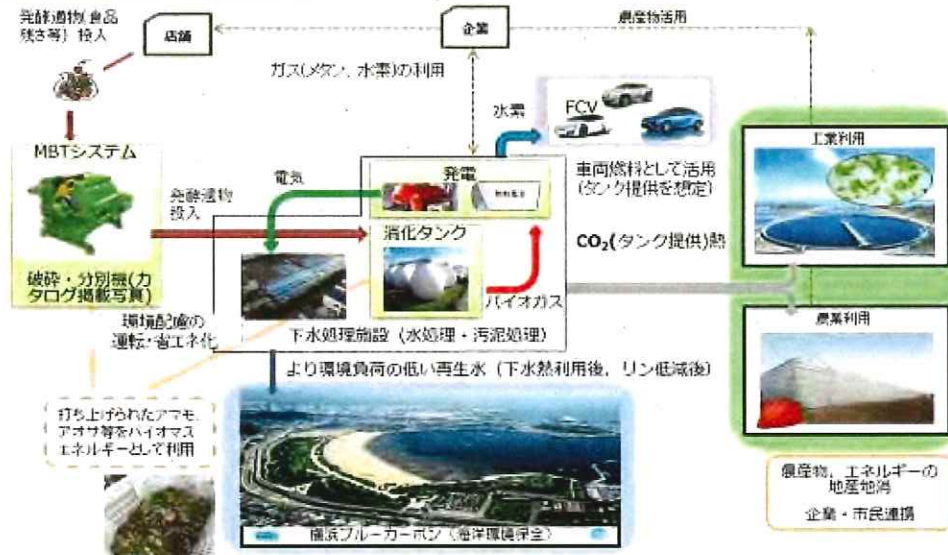 発酵適物(食品
残さ等) 投入
店舗
企業
農産物活用
ガス(メタン、水素)の利用
水素
FCV
MBTシステム
発酵適物
投入
電気
発電
車両燃料として活用
(タンク提供を想定)
工業利用
消化タンク
CO₂(タンク提供)熱
破砕・分別機(カ
タログ掲載写真)
バイオガス
環境配慮の
運転・省エネ化
下水処理施設 (水処理・汚泥処理)
農業利用
より環境負荷の低い再生水 (下水熱利用後、リン低減後)
打ち上げられたアマモ、
アオサ等をバイオマス
エネルギーとして利用
横浜ブルーカーボン (海洋環境保全)
農産物、エネルギーの
地産地消
企業・市民連携